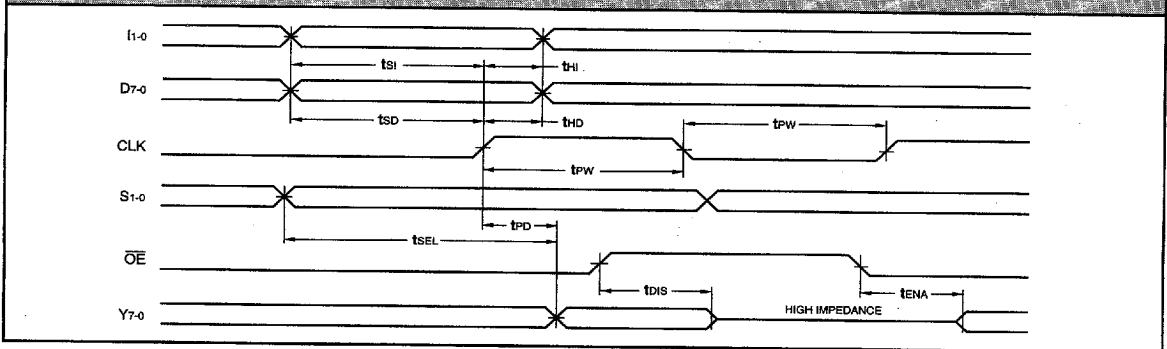 I1-0
tSI tHI
D7-0
tSD tHD
tPW
CLK
tPW
S1-0
tPD
tSEL
OE
tDIS tENA
HIGH IMPEDANCE
Y7-0